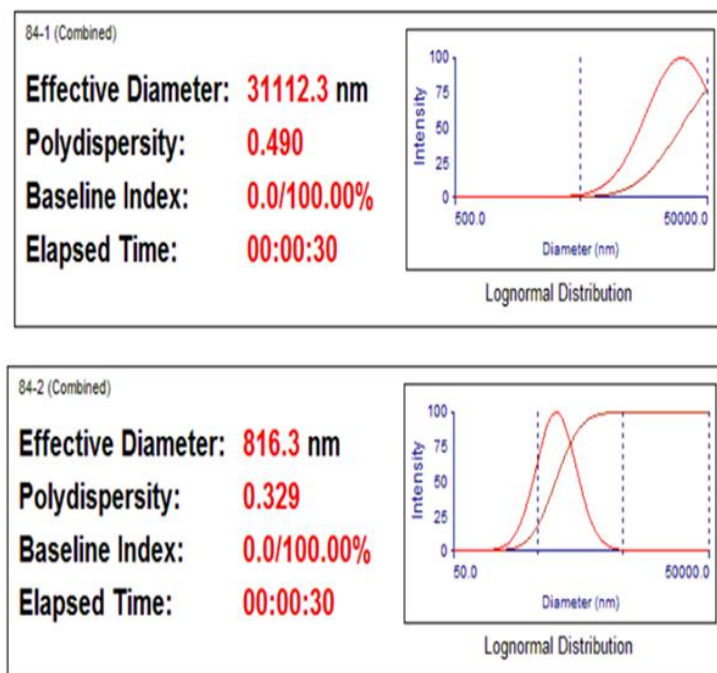 84-1 (Combined)
Effective Diameter: 31112.3 nm
Polydispersity: 0.490
Baseline Index: 0.0/100.00%
Elapsed Time: 00:00:30
Intensity
100
75
50
25
0
500.0 50000.0
Diameter (nm)
Lognormal Distribution
84-2 (Combined)
Effective Diameter: 816.3 nm
Polydispersity: 0.329
Baseline Index: 0.0/100.00%
Elapsed Time: 00:00:30
Intensity
100
75
50
25
0
50.0 50000.0
Diameter (nm)
Lognormal Distribution